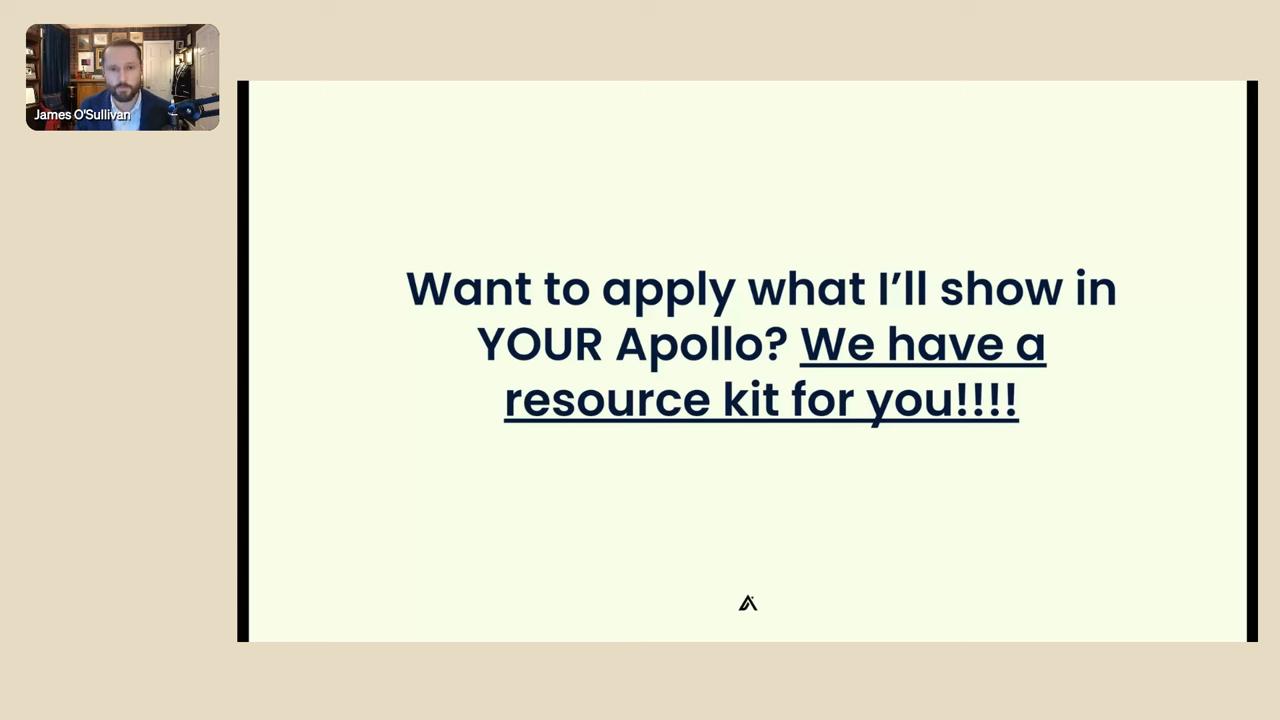 James O'Sullivan
Want to apply what I’ll show in
YOUR Apollo? We have a
resource kit for you!!!!